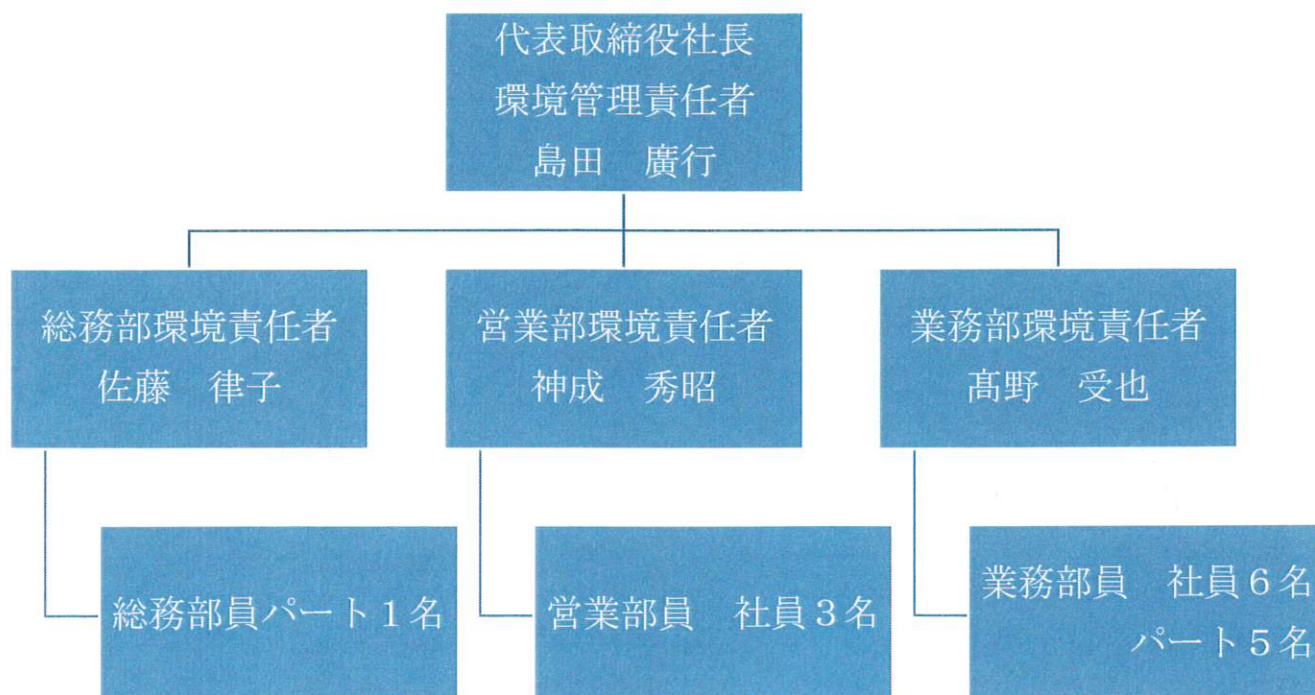 代表取締役社長
環境管理責任者
島田　廣行
総務部環境責任者
佐藤　律子
営業部環境責任者
神成　秀昭
業務部環境責任者
髙野　受也
総務部員パート１名
営業部員　社員３名
業務部員　社員６名
パート５名